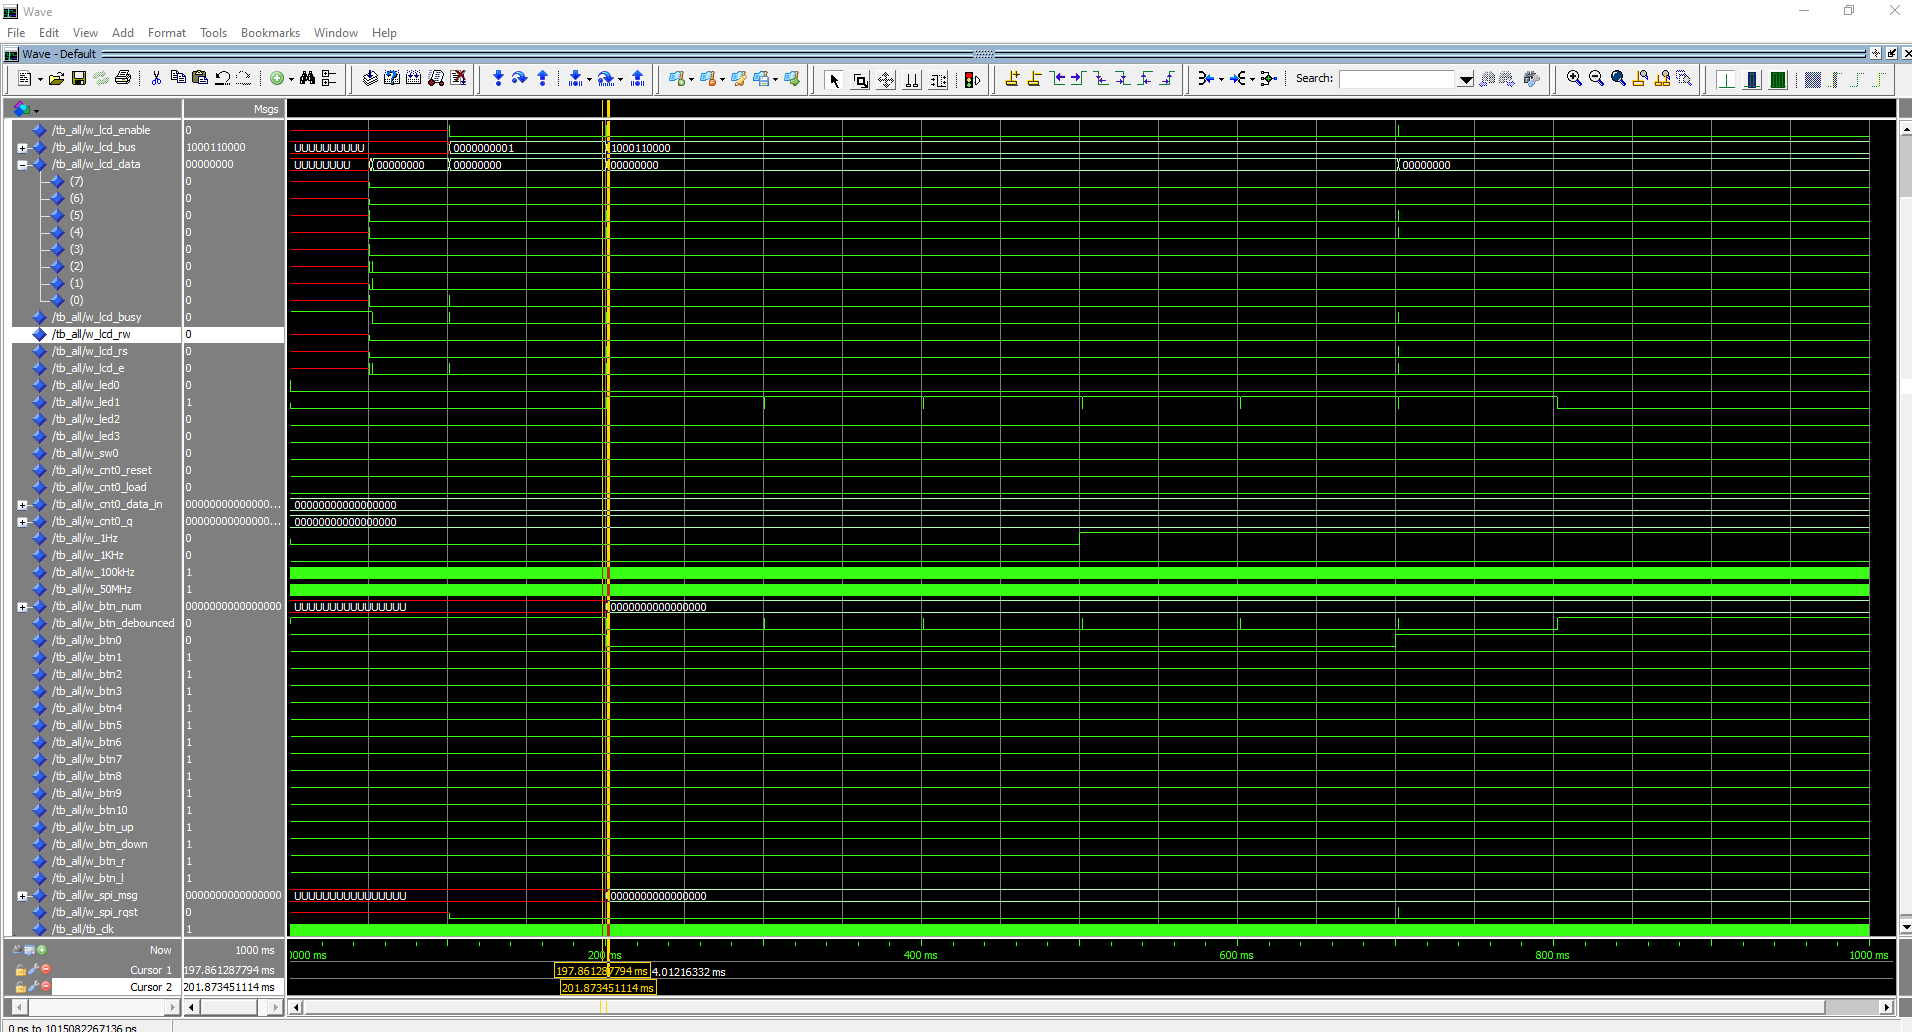 Wave
File Edit View Add Format Tools Bookmarks Window Help
Wave - Default
Search:
Msgs
/tb_all/w_lcd_enable 0
/tb_all/w_lcd_bus 1000110000 UUUUUUUUUU 0000000001 1000110000
/tb_all/w_lcd_data 00000000 UUUUUUUU 00000000 00000000 00000000 00000000
(7) 0
(6) 0
(5) 0
(4) 0
(3) 0
(2) 0
(1) 0
(0) 0
/tb_all/w_lcd_busy 0
/tb_all/w_lcd_rw 0
/tb_all/w_lcd_rs 0
/tb_all/w_lcd_e 0
/tb_all/w_led0 0
/tb_all/w_led1 1
/tb_all/w_led2 0
/tb_all/w_led3 0
/tb_all/w_sw0 0
/tb_all/w_cnt0_reset 0
/tb_all/w_cnt0_load 0
/tb_all/w_cnt0_data_in 00000000000000... 0000000000000000
/tb_all/w_cnt0_q 00000000000000... 0000000000000000
/tb_all/w_1Hz 0
/tb_all/w_1KHz 0
/tb_all/w_100kHz 1
/tb_all/w_50MHz 1
/tb_all/w_btn_num 0000000000000000 UUUUUUUUUUUUUUUU 0000000000000000
/tb_all/w_btn_debounced 0
/tb_all/w_btn0 0
/tb_all/w_btn1 1
/tb_all/w_btn2 1
/tb_all/w_btn3 1
/tb_all/w_btn4 1
/tb_all/w_btn5 1
/tb_all/w_btn6 1
/tb_all/w_btn7 1
/tb_all/w_btn8 1
/tb_all/w_btn9 1
/tb_all/w_btn10 1
/tb_all/w_btn_up 1
/tb_all/w_btn_down 1
/tb_all/w_btn_r 1
/tb_all/w_btn_l 1
/tb_all/w_spi_msg 0000000000000000 UUUUUUUUUUUUUUUU 0000000000000000
/tb_all/w_spi_rqst 0
/tb_all/tb_clk 1
Now 1000 ms 0000 ms 200 ms 400 ms 600 ms 800 ms 1000 ms
Cursor 1 197.861287794 ms 197.861287794 ms 4.01216332 ms
Cursor 2 201.873451114 ms 201.873451114 ms
0 ps to 1015082267136 ps